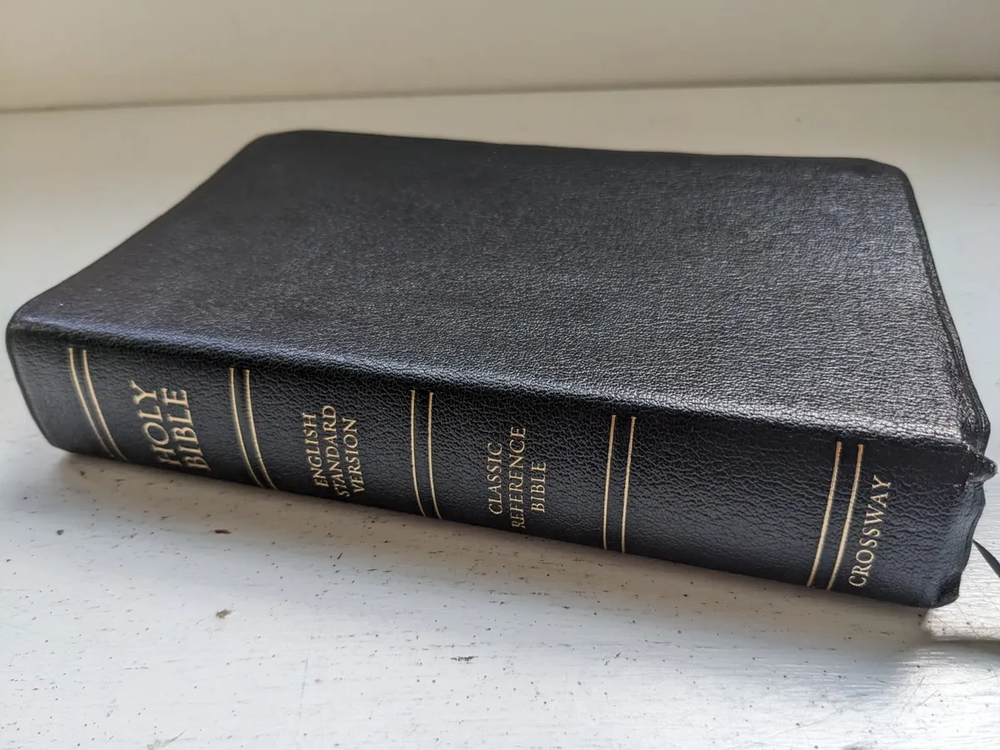 HOLY
BIBLE
ENGLISH
STANDARD
VERSION
CLASSIC
REFERENCE
BIBLE
CROSSWAY